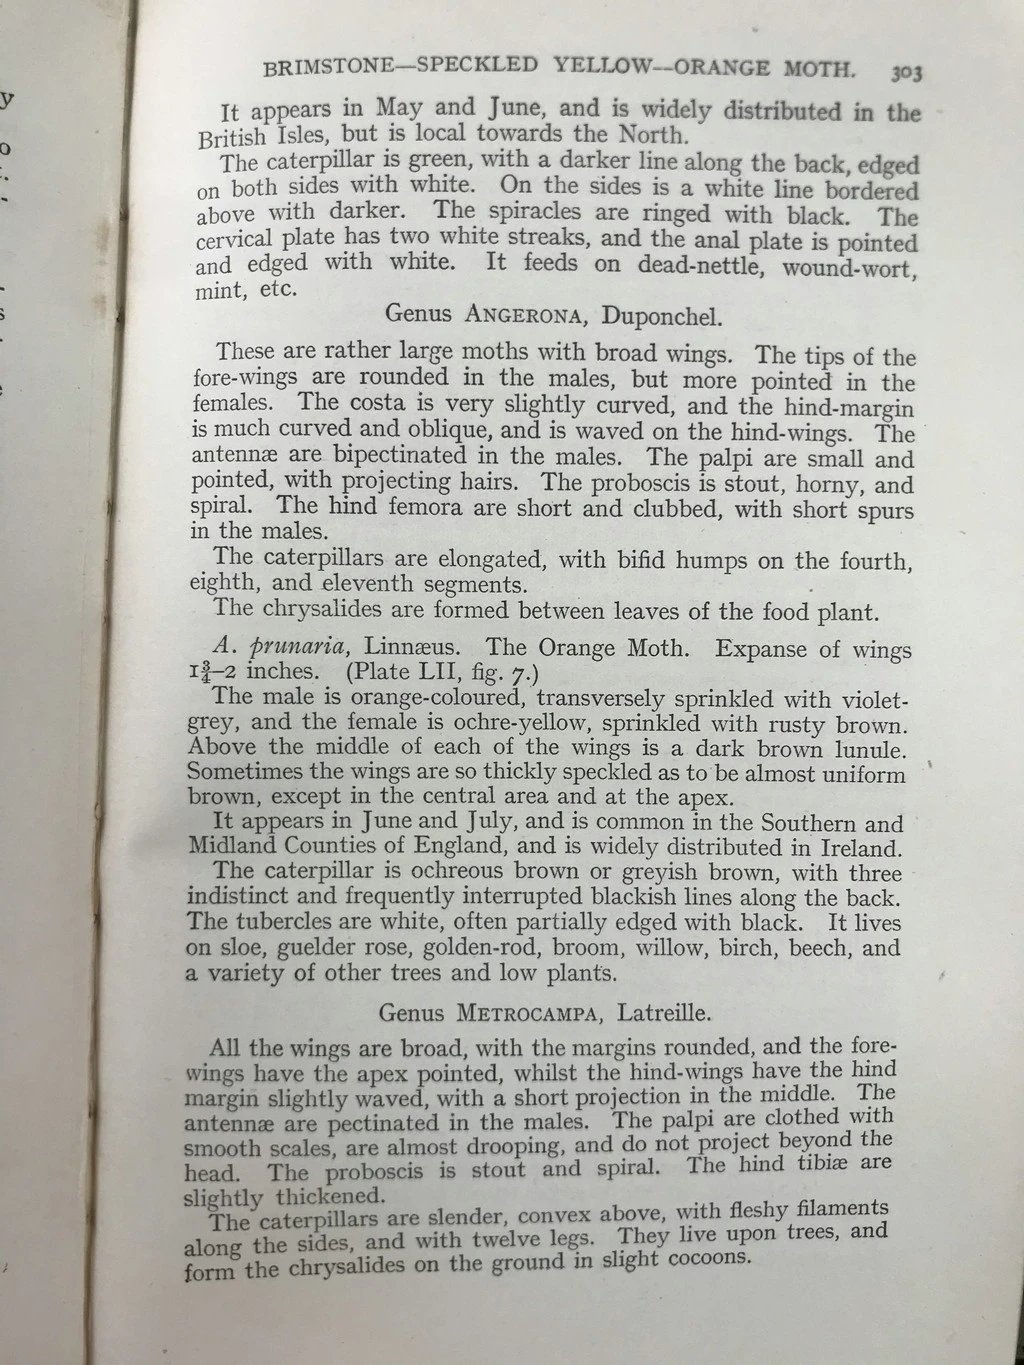 BRIMSTONE—SPECKLED YELLOW—ORANGE MOTH. 303
It appears in May and June, and is widely distributed in the
British Isles, but is local towards the North.
The caterpillar is green, with a darker line along the back, edged
on both sides with white. On the sides is a white line bordered
above with darker. The spiracles are ringed with black. The
cervical plate has two white streaks, and the anal plate is pointed
and edged with white. It feeds on dead-nettle, wound-wort,
mint, etc.
Genus ANGERONA, Duponchel.
These are rather large moths with broad wings. The tips of the
fore-wings are rounded in the males, but more pointed in the
females. The costa is very slightly curved, and the hind-margin
is much curved and oblique, and is waved on the hind-wings. The
antennæ are bipectinated in the males. The palpi are small and
pointed, with projecting hairs. The proboscis is stout, horny, and
spiral. The hind femora are short and clubbed, with short spurs
in the males.
The caterpillars are elongated, with bifid humps on the fourth,
eighth, and eleventh segments.
The chrysalides are formed between leaves of the food plant.
A. prunaria, Linnæus. The Orange Moth. Expanse of wings
1¾–2 inches. (Plate LII, fig. 7.)
The male is orange-coloured, transversely sprinkled with violet-
grey, and the female is ochre-yellow, sprinkled with rusty brown.
Above the middle of each of the wings is a dark brown lunule.
Sometimes the wings are so thickly speckled as to be almost uniform
brown, except in the central area and at the apex.
It appears in June and July, and is common in the Southern and
Midland Counties of England, and is widely distributed in Ireland.
The caterpillar is ochreous brown or greyish brown, with three
indistinct and frequently interrupted blackish lines along the back.
The tubercles are white, often partially edged with black. It lives
on sloe, guelder rose, golden-rod, broom, willow, birch, beech, and
a variety of other trees and low plants.
Genus METROCAMPA, Latreille.
All the wings are broad, with the margins rounded, and the fore-
wings have the apex pointed, whilst the hind-wings have the hind
margin slightly waved, with a short projection in the middle. The
antennæ are pectinated in the males. The palpi are clothed with
smooth scales, are almost drooping, and do not project beyond the
head. The proboscis is stout and spiral. The hind tibiæ are
slightly thickened.
The caterpillars are slender, convex above, with fleshy filaments
along the sides, and with twelve legs. They live upon trees, and
form the chrysalides on the ground in slight cocoons.